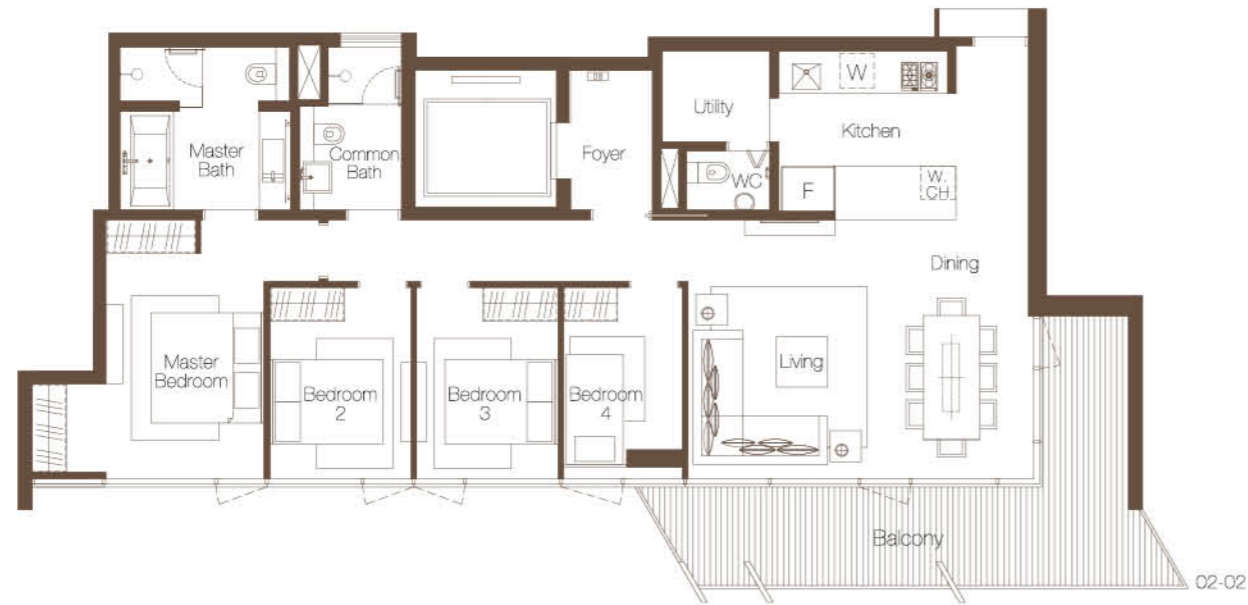 W
Utility
Kitchen
Master
Bath
Common
Bath
Foyer
WC
F
W.
CH
Dining
Master
Bedroom
Bedroom
2
Bedroom
3
Bedroom
4
Living
Balcony
02-02